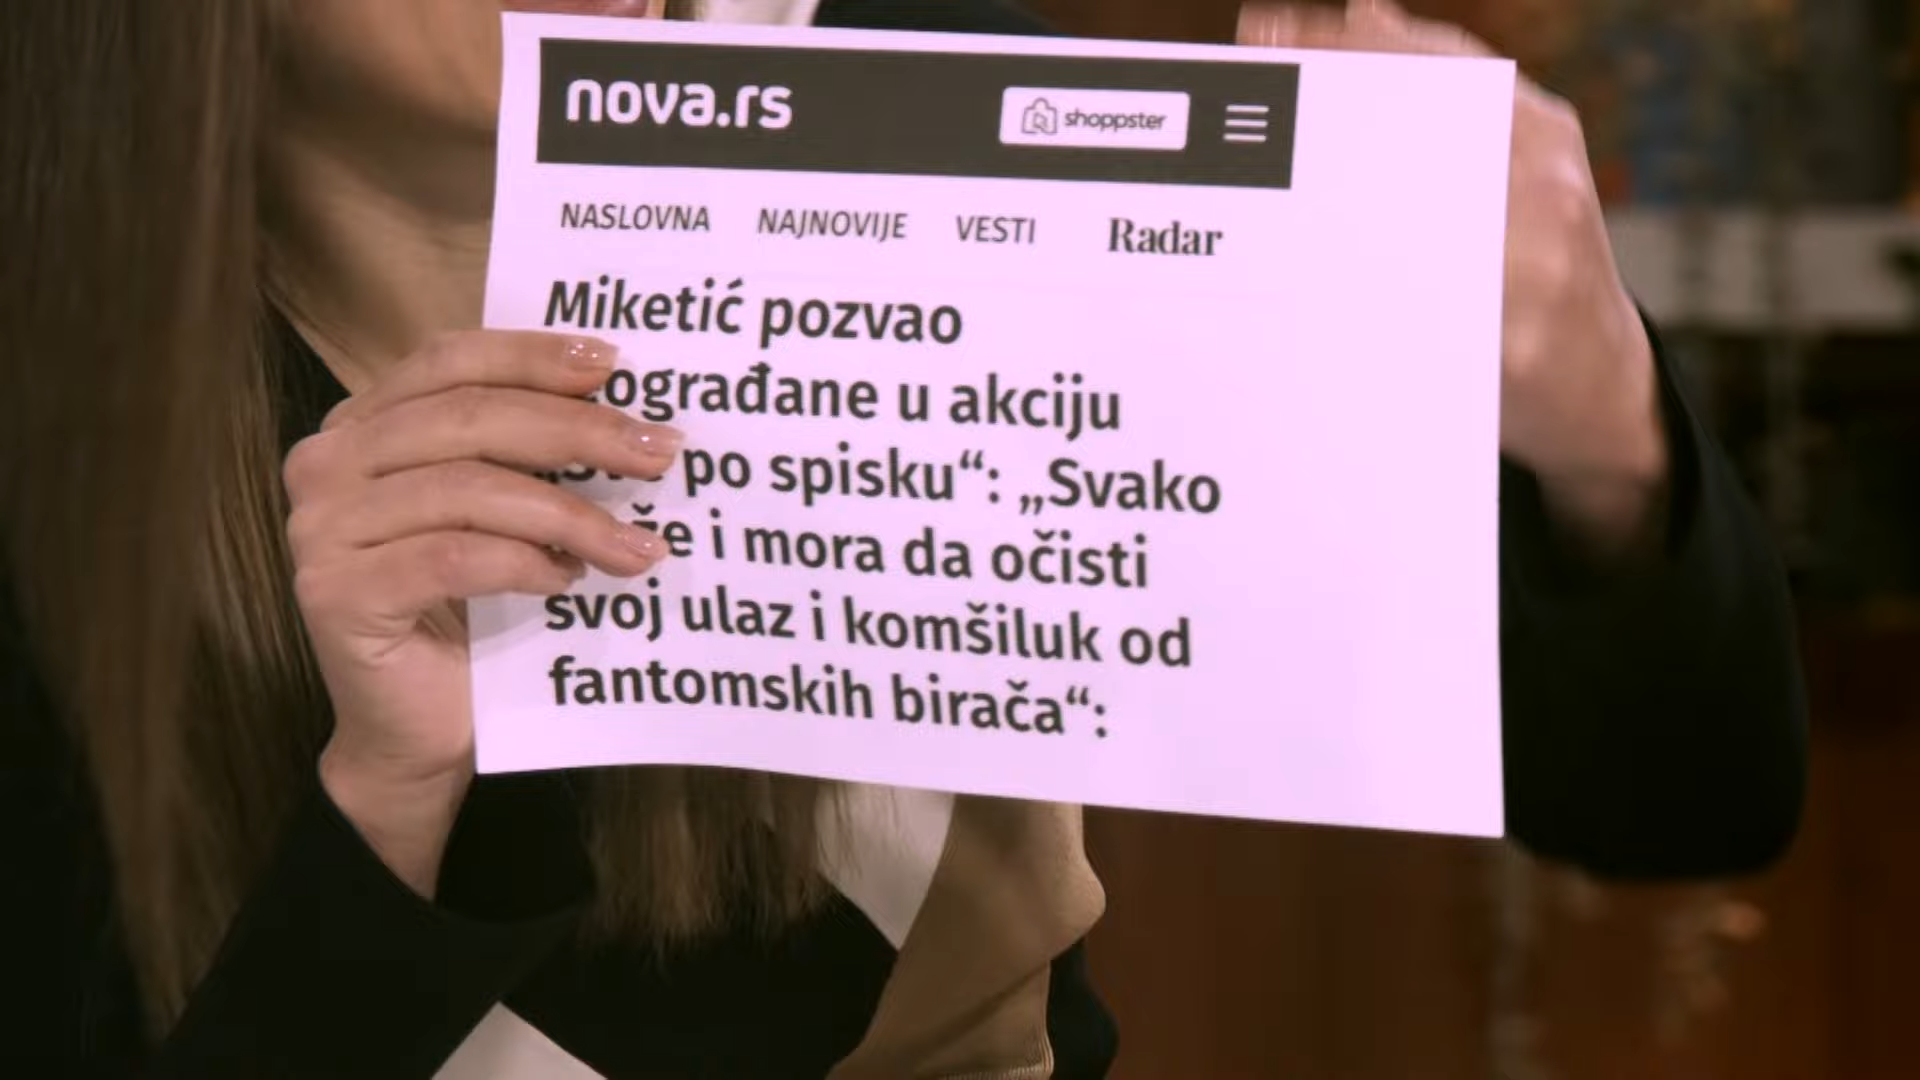 nova.rs
shoppster
NASLOVNA NAJNOVIJE VESTI Radar
Miketić pozvao
u akciju
po spisku“: „Svako
i mora da očisti
svoj ulaz i komšiluk od
fantomskih birača“: